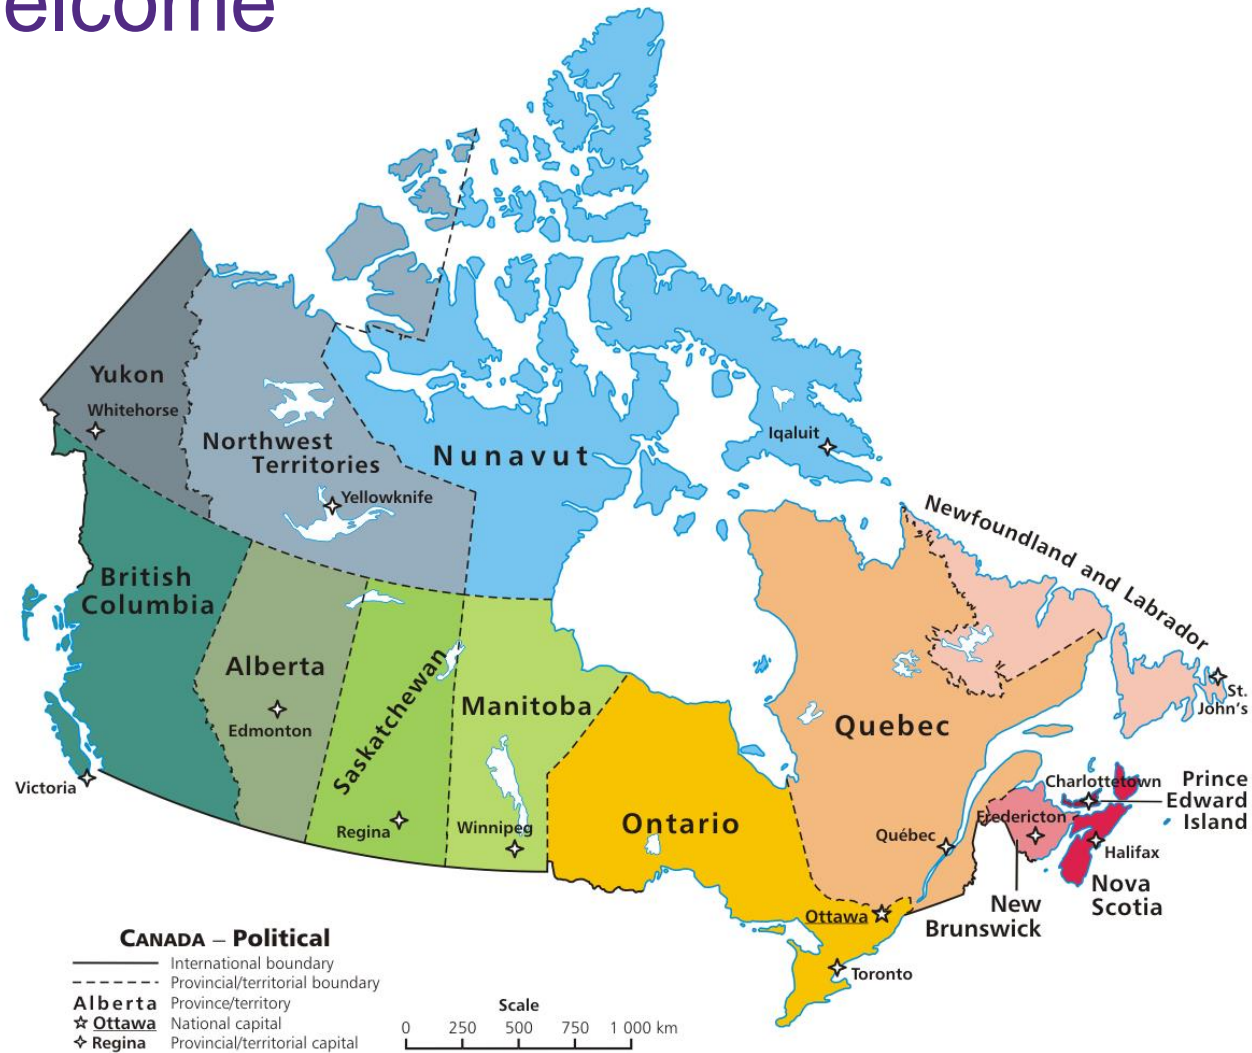 elcome
Yukon
Whitehorse
Northwest
Territories
Yellowknife
Nunavut
Iqaluit
Newfoundland and Labrador
St.
John's
British
Columbia
Victoria
Alberta
Edmonton
Saskatchewan
Regina
Manitoba
Winnipeg
Ontario
Ottawa
Toronto
Quebec
Québec
Charlottetown
Prince
Edward
Island
Fredericton
Halifax
Nova
Scotia
New
Brunswick
CANADA – Political
International boundary
Provincial/territorial boundary
Alberta Province/territory
Ottawa National capital
Regina Provincial/territorial capital
Scale
0 250 500 750 1 000 km